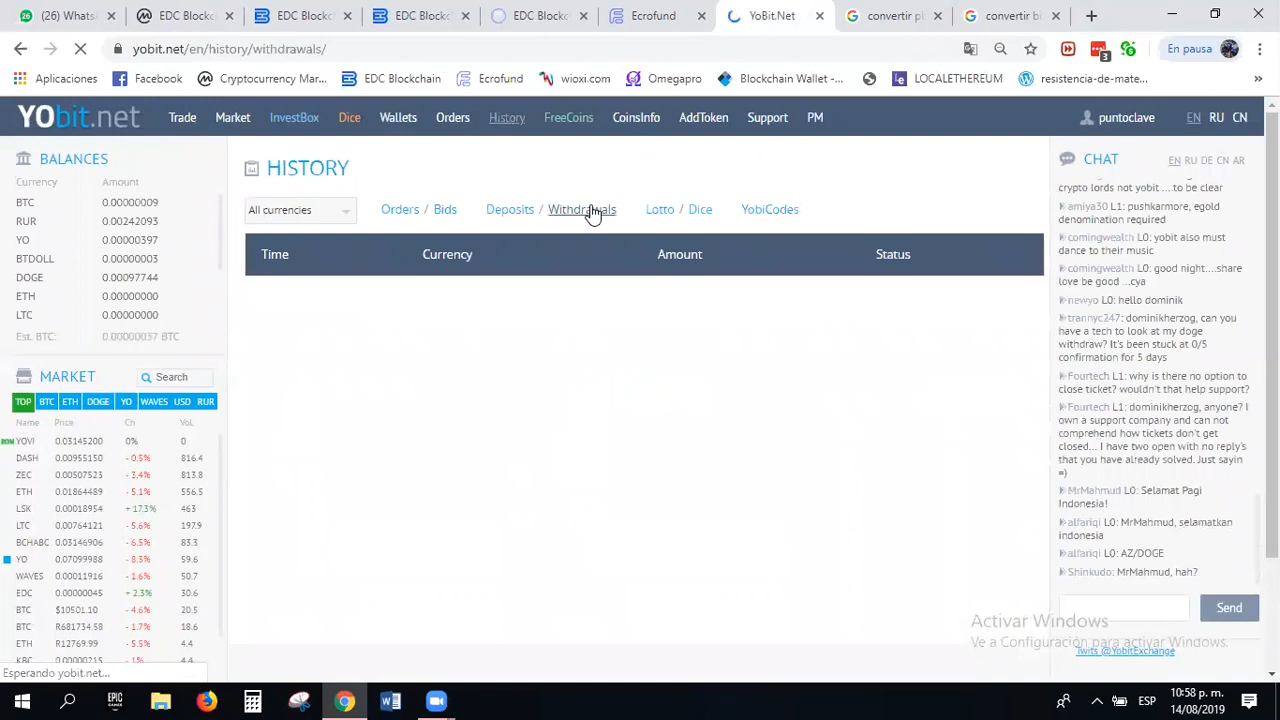 (26) Whats
EDC Blockc
EDC Blockc
EDC Blockc
EDC Blockc
Ecrofund
YoBit.Net
convertir p
convertir bi
yobit.net/en/history/withdrawals/
3
En pausa
Aplicaciones
Facebook
Cryptocurrency Mar...
EDC Blockchain
Ecrofund
wioxi.com
Omegapro
Blockchain Wallet -...
LOCALETHEREUM
resistencia-de-mate...
YObit.net
Trade
Market
InvestBox
Dice
Wallets
Orders
History
FreeCoins
CoinsInfo
AddToken
Support
PM
puntoclave
EN RU CN
BALANCES
Currency Amount
BTC 0.00000009
RUR 0.00242093
YO 0.00000397
BTDOLL 0.00000003
DOGE 0.00097744
ETH 0.00000000
LTC 0.00000000
Est. BTC: 0.00000037 BTC
MARKET
Search
TOP BTC ETH DOGE YO WAVES USD RUR
Name Price Ch Vol.
YOVI 0.03145200 0% 0
DASH 0.00955150 - 0.5% 816.4
ZEC 0.00507523 - 3.4% 813.8
ETH 0.01864489 - 5.1% 556.5
LSK 0.00018954 + 17.3% 463
LTC 0.00764121 - 5.6% 197.9
BCHABC 0.03146906 - 6.5% 83.3
YO 0.07099988 - 8.3% 59.6
WAVES 0.00011916 - 1.6% 50.7
EDC 0.00000045 + 2.3% 30.6
BTC $10501.10 - 4.6% 20.5
BTC R681734.58 - 1.7% 18.6
ETH R12769.99 - 5.5% 4.4
KBC 0.00000215 - 1% 4.4
HISTORY
All currencies
Orders / Bids
Deposits / Withdrawals
Lotto / Dice
YobiCodes
Time Currency Amount Status
CHAT
EN RU DE CN AR
crypto lords not yobit ....to be clear
amiya30 L1: pushkarmore, egold
denomination required
comingwealth L0: yobit also must
dance to their music
comingwealth L0: good night....share
love be good ...cya
newyo L0: hello dominik
trannyc247: dominikherzog, can you
have a tech to look at my doge
withdraw? It's been stuck at 0/5
confirmation for 5 days
Fourtech L1: why is there no option to
close ticket? wouldn't that help support?
Fourtech L1: dominikherzog, anyone? I
own a support company and can not
comprehend how tickets don't get
closed... I have two open with no reply's
that you have already solved. Just sayin
=)
MrMahmud L0: Selamat Pagi
Indonesia!
alfariqi L0: MrMahmud, selamatkan
indonesia
alfariqi L0: AZ/DOGE
Shinkudo: MrMahmud, hah?
Send
Activar Windows
Ve a Configuración para activar Windows.
Twits @YobitExchange
Esperando yobit.net...
EPIC
GAMES
ESP
10:58 p. m.
14/08/2019